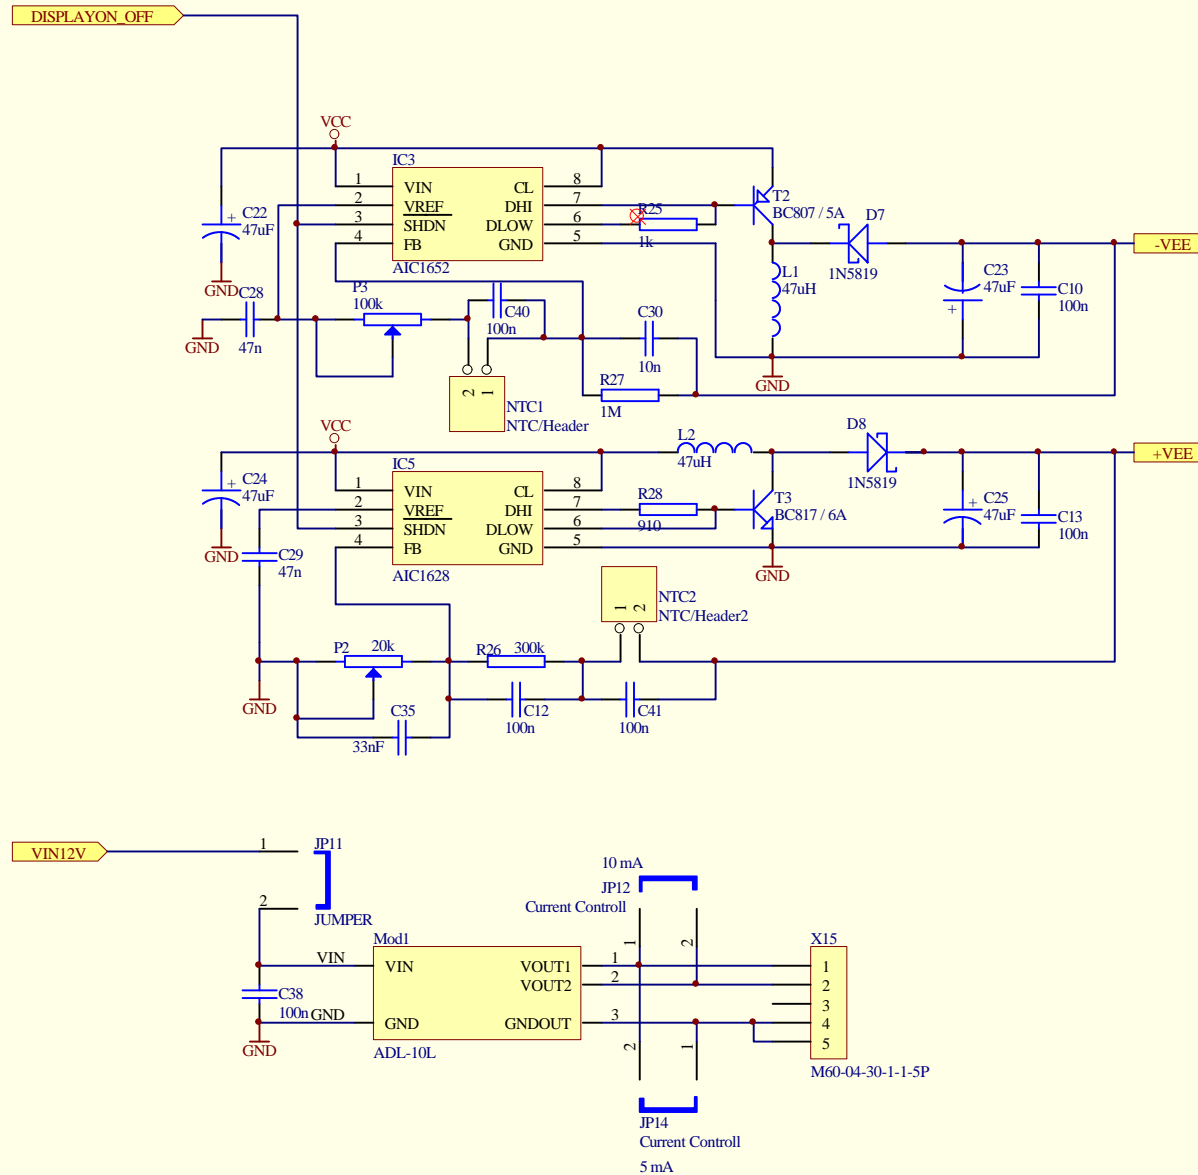 DISPLAYON_OFF
VCC
IC3
1 VIN CL 8
2 VREF DHI 7
3 SHDN DLOW 6
4 FB GND 5
AIC1652
C22
47uF
GND
C28
47n
GND
P3
100k
C40
100n
NTC1
NTC/Header
2 1
R25
1k
C30
10n
R27
1M
T2
BC807 / 5A
D7
1N5819
L1
47uH
GND
C23
47uF
C10
100n
-VEE
VCC
IC5
1 VIN CL 8
2 VREF DHI 7
3 SHDN DLOW 6
4 FB GND 5
AIC1628
C24
47uF
GND
C29
47n
GND
L2
47uH
D8
1N5819
R28
910
T3
BC817 / 6A
GND
C25
47uF
C13
100n
+VEE
NTC2
NTC/Header2
1 2
P2 20k
R26 300k
C35
33nF
C12
100n
C41
100n
VIN12V
1
JP11
2
JUMPER
C38
100n
GND
Mod1
VIN VIN VOUT1 1
VOUT2 2
GND GND GNDOUT 3
ADL-10L
10 mA
JP12
Current Controll
1 2
2 1
JP14
Current Controll
5 mA
X15
1
2
3
4
5
M60-04-30-1-1-5P